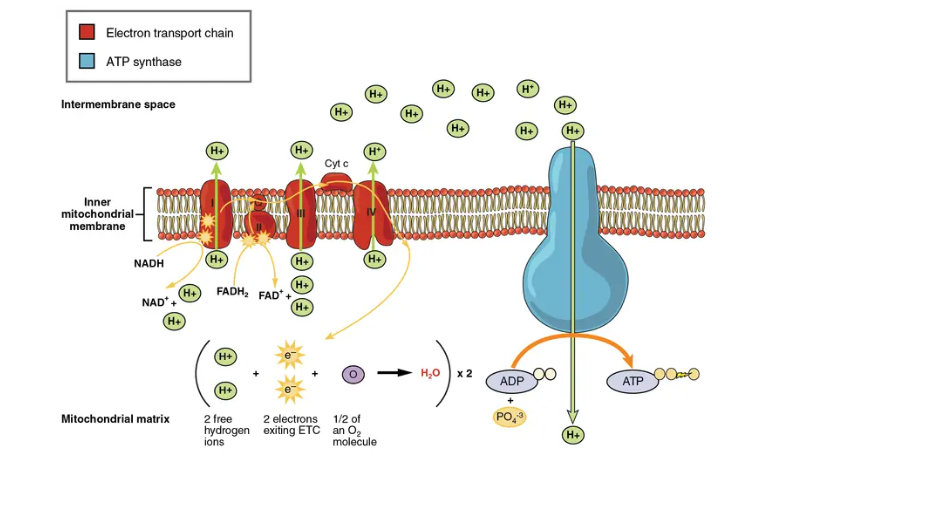 Electron transport chain
ATP synthase
Intermembrane space
H+
H+
H+
H+
H+
H+
H+
H+
H+
H+
H+
H+
H⁺
Cyt c
I
Q
II
III
IV
Inner
mitochondrial
membrane
NADH
H+
H+
H+
FADH₂
FAD⁺ +
H+
H+
NAD⁺ +
H+
H+
H+
H+
+
e⁻
e⁻
+
O
H₂O
x 2
ADP
+
PO₄⁻³
ATP
H+
Mitochondrial matrix
2 free
hydrogen
ions
2 electrons
exiting ETC
1/2 of
an O₂
molecule